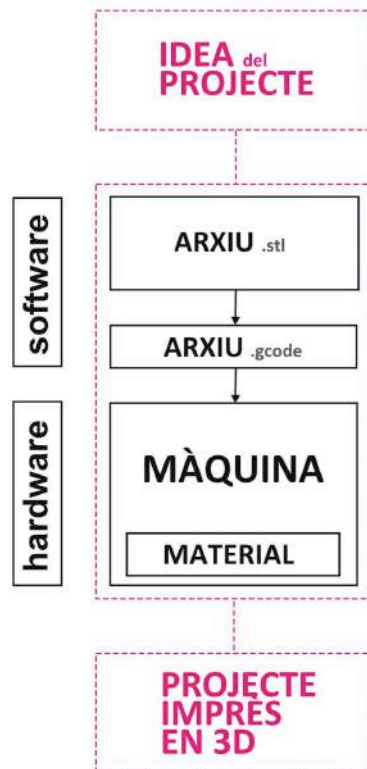 IDEA del
PROJECTE
software
ARXIU .stl
ARXIU .gcode
hardware
MÀQUINA
MATERIAL
PROJECTE
IMPRÈS
EN 3D